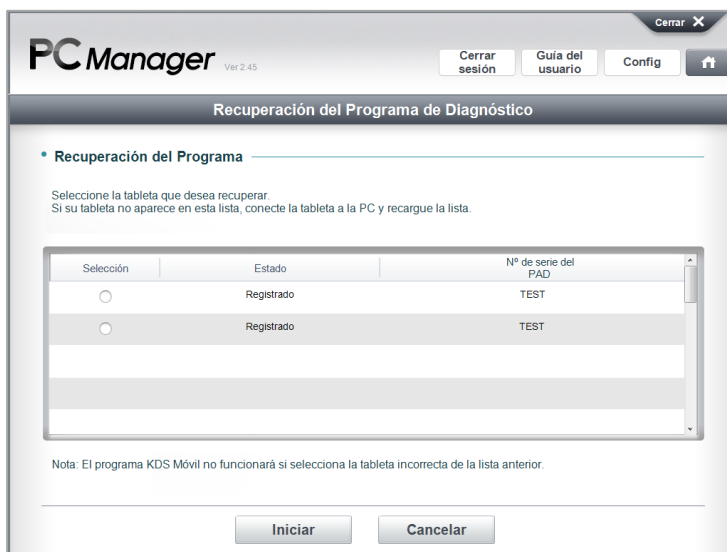 Cerrar
PC Manager Ver 2.45
Cerrar sesión
Guía del usuario
Config
Recuperación del Programa de Diagnóstico
Recuperación del Programa
Seleccione la tableta que desea recuperar.
Si su tableta no aparece en esta lista, conecte la tableta a la PC y recargue la lista.
Selección Estado Nº de serie del PAD
Registrado TEST
Registrado TEST
Nota: El programa KDS Móvil no funcionará si selecciona la tableta incorrecta de la lista anterior.
Iniciar Cancelar